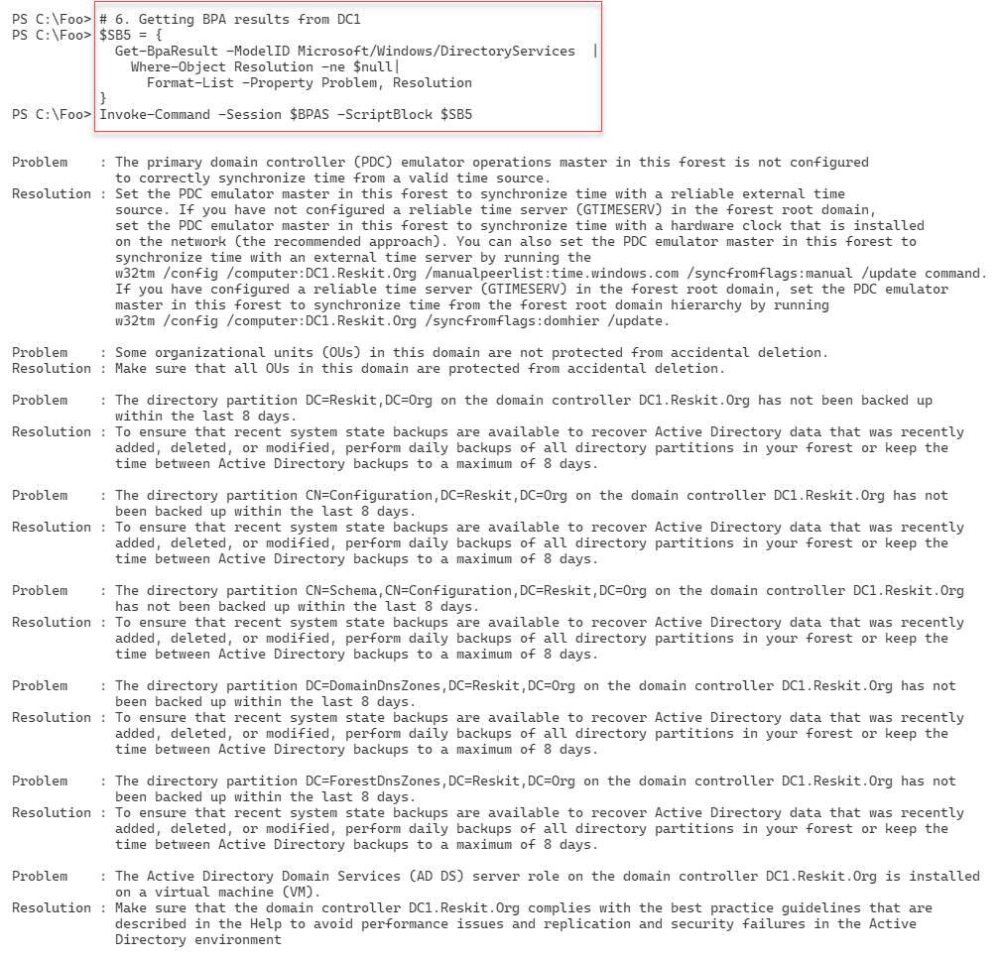 PS C:\Foo> # 6. Getting BPA results from DC1
PS C:\Foo> $SB5 = {
  Get-BpaResult -ModelID Microsoft/Windows/DirectoryServices  |
    Where-Object Resolution -ne $null|
      Format-List -Property Problem, Resolution
}
PS C:\Foo> Invoke-Command -Session $BPAS -ScriptBlock $SB5
Problem    : The primary domain controller (PDC) emulator operations master in this forest is not configured
             to correctly synchronize time from a valid time source.
Resolution : Set the PDC emulator master in this forest to synchronize time with a reliable external time
             source. If you have not configured a reliable time server (GTIMESERV) in the forest root domain,
             set the PDC emulator master in this forest to synchronize time with a hardware clock that is installed
             on the network (the recommended approach). You can also set the PDC emulator master in this forest to
             synchronize time with an external time server by running the
             w32tm /config /computer:DC1.Reskit.Org /manualpeerlist:time.windows.com /syncfromflags:manual /update command.
             If you have configured a reliable time server (GTIMESERV) in the forest root domain, set the PDC emulator
             master in this forest to synchronize time from the forest root domain hierarchy by running
             w32tm /config /computer:DC1.Reskit.Org /syncfromflags:domhier /update.
Problem    : Some organizational units (OUs) in this domain are not protected from accidental deletion.
Resolution : Make sure that all OUs in this domain are protected from accidental deletion.
Problem    : The directory partition DC=Reskit,DC=Org on the domain controller DC1.Reskit.Org has not been backed up
             within the last 8 days.
Resolution : To ensure that recent system state backups are available to recover Active Directory data that was recently
             added, deleted, or modified, perform daily backups of all directory partitions in your forest or keep the
             time between Active Directory backups to a maximum of 8 days.
Problem    : The directory partition CN=Configuration,DC=Reskit,DC=Org on the domain controller DC1.Reskit.Org has not
             been backed up within the last 8 days.
Resolution : To ensure that recent system state backups are available to recover Active Directory data that was recently
             added, deleted, or modified, perform daily backups of all directory partitions in your forest or keep the
             time between Active Directory backups to a maximum of 8 days.
Problem    : The directory partition CN=Schema,CN=Configuration,DC=Reskit,DC=Org on the domain controller DC1.Reskit.Org
             has not been backed up within the last 8 days.
Resolution : To ensure that recent system state backups are available to recover Active Directory data that was recently
             added, deleted, or modified, perform daily backups of all directory partitions in your forest or keep the
             time between Active Directory backups to a maximum of 8 days.
Problem    : The directory partition DC=DomainDnsZones,DC=Reskit,DC=Org on the domain controller DC1.Reskit.Org has not
             been backed up within the last 8 days.
Resolution : To ensure that recent system state backups are available to recover Active Directory data that was recently
             added, deleted, or modified, perform daily backups of all directory partitions in your forest or keep the
             time between Active Directory backups to a maximum of 8 days.
Problem    : The directory partition DC=ForestDnsZones,DC=Reskit,DC=Org on the domain controller DC1.Reskit.Org has not
             been backed up within the last 8 days.
Resolution : To ensure that recent system state backups are available to recover Active Directory data that was recently
             added, deleted, or modified, perform daily backups of all directory partitions in your forest or keep the
             time between Active Directory backups to a maximum of 8 days.
Problem    : The Active Directory Domain Services (AD DS) server role on the domain controller DC1.Reskit.Org is installed
             on a virtual machine (VM).
Resolution : Make sure that the domain controller DC1.Reskit.Org complies with the best practice guidelines that are
             described in the Help to avoid performance issues and replication and security failures in the Active
             Directory environment